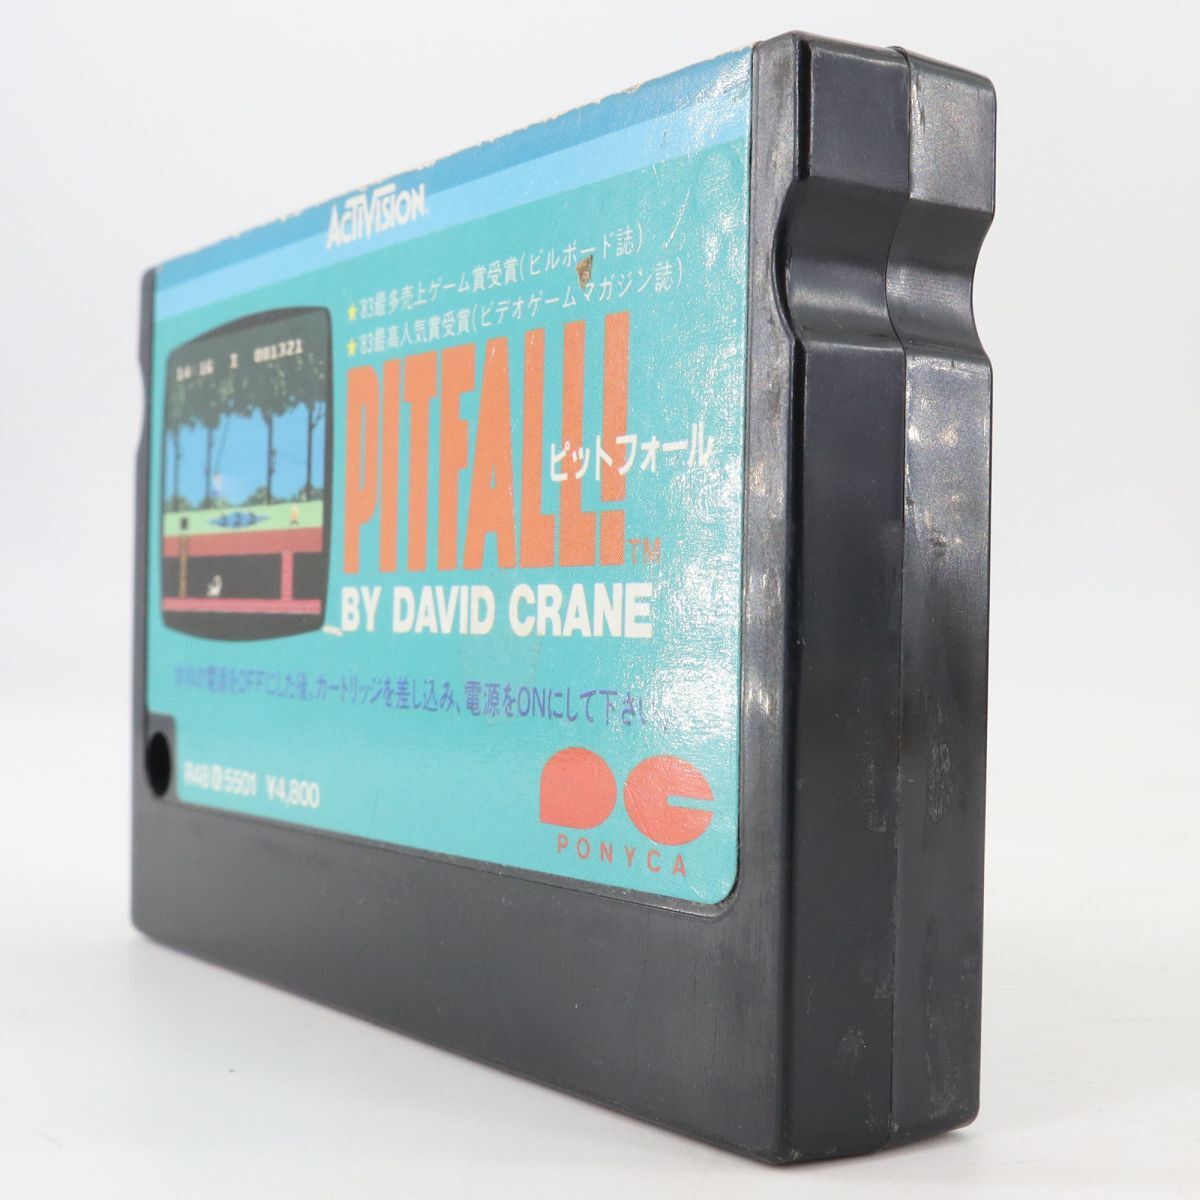 ACTIVISION
★'83最多売上ゲーム賞受賞(ビルボード誌)
★'83最高人気賞受賞(ビデオゲームマガジン誌)
001321
PITFALL! TM
ピットフォール
BY DAVID CRANE
本体の電源をOFFにした後、カートリッジを差し込み、電源をONにして下さい。
5501 ¥4,800
PONYCA